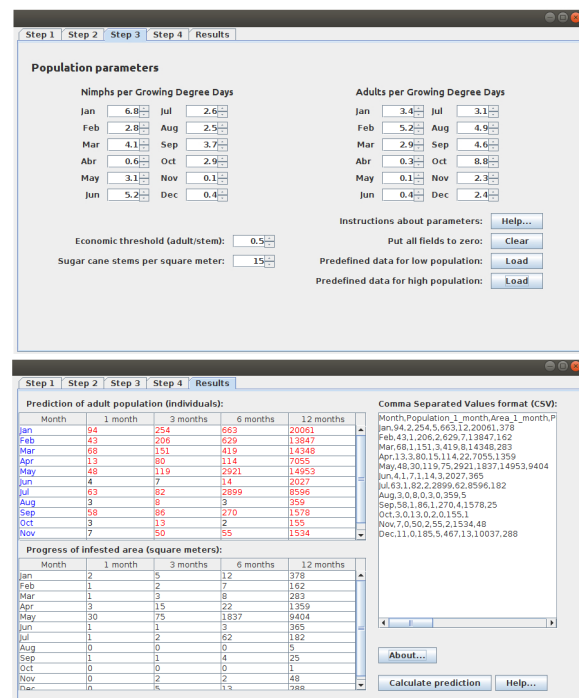 Step 1 Step 2 Step 3 Step 4 Results
Population parameters
Nimphs per Growing Degree Days Adults per Growing Degree Days
Jan 6.8 Jul 2.6 Jan 3.4 Jul 3.1
Feb 2.8 Aug 2.5 Feb 5.2 Aug 4.9
Mar 4.1 Sep 3.7 Mar 2.9 Sep 4.6
Abr 0.6 Oct 2.9 Abr 0.3 Oct 8.8
May 3.1 Nov 0.1 May 0.1 Nov 2.3
Jun 5.2 Dec 0.4 Jun 0.4 Dec 2.4
Instructions about parameters: Help...
Economic threshold (adult/stem): 0.5 Put all fields to zero: Clear
Sugar cane stems per square meter: 15 Predefined data for low population: Load
Predefined data for high population: Load
Step 1 Step 2 Step 3 Step 4 Results
Prediction of adult population (individuals): Comma Separated Values format (CSV):
Month 1 month 3 months 6 months 12 months
Jan 94 254 663 20061
Feb 43 206 629 13847
Mar 68 151 419 14348
Apr 13 80 114 7055
May 48 119 2921 14953
Jun 4 7 14 2027
Jul 63 82 2899 8596
Aug 3 8 3 359
Sep 58 86 270 1578
Oct 3 13 2 155
Nov 7 50 55 1534
Month,Population_1_month,Area_1_month,P
Jan,94,2,254,5,663,12,20061,378
Feb,43,1,206,2,629,7,13847,162
Mar,68,1,151,3,419,8,14348,283
Apr,13,3,80,15,114,22,7055,1359
May,48,30,119,75,2921,1837,14953,9404
Jun,4,1,7,1,14,3,2027,365
Jul,63,1,82,2,2899,62,8596,182
Aug,3,0,8,0,3,0,359,5
Sep,58,1,86,1,270,4,1578,25
Oct,3,0,13,0,2,0,155,1
Nov,7,0,50,2,55,2,1534,48
Dec,11,0,185,5,467,13,10037,288
Progress of infested area (square meters):
Month 1 month 3 months 6 months 12 months
Jan 2 5 12 378
Feb 1 2 7 162
Mar 1 3 8 283
Apr 3 15 22 1359
May 30 75 1837 9404
Jun 1 1 3 365
Jul 1 2 62 182
Aug 0 0 0 5
Sep 1 1 4 25
Oct 0 0 0 1
Nov 0 2 2 48
Dec 0 5 13 288
About...
Calculate prediction Help...